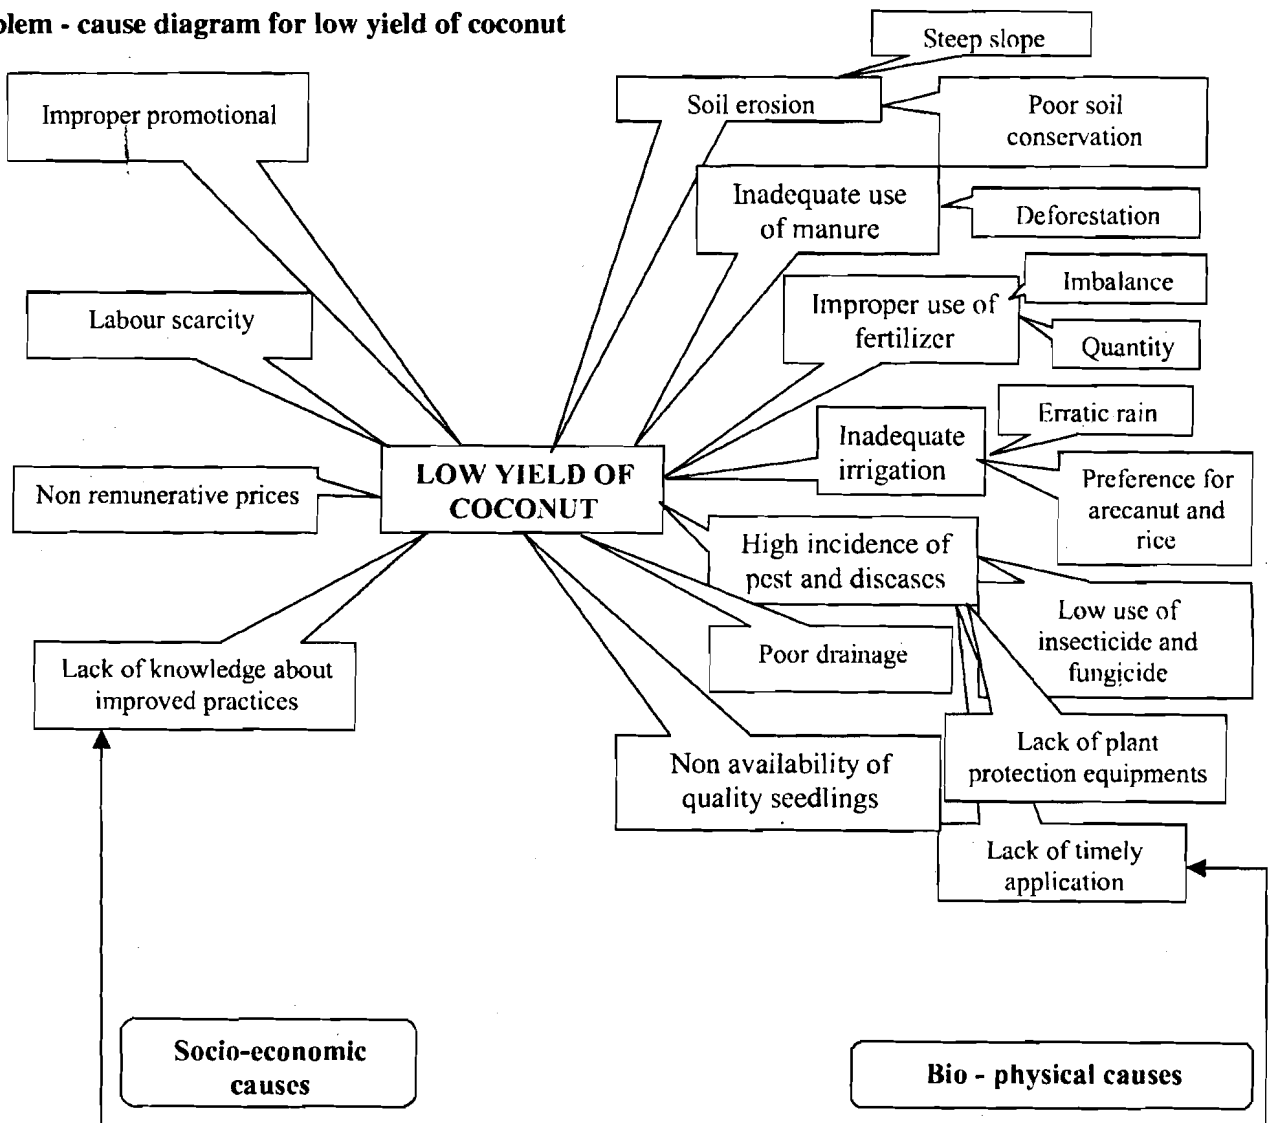 blem - cause diagram for low yield of coconut
Steep slope
Improper promotional
Soil erosion
Poor soil
conservation
Inadequate use
of manure
Deforestation
Imbalance
Improper use of
fertilizer
Labour scarcity
Quantity
Erratic rain
Inadequate
irrigation
LOW YIELD OF
COCONUT
Preference for
arecanut and
rice
Non remunerative prices
High incidence of
pest and diseases
Low use of
insecticide and
fungicide
Poor drainage
Lack of knowledge about
improved practices
Lack of plant
protection equipments
Non availability of
quality seedlings
Lack of timely
application
Socio-economic
causes
Bio - physical causes